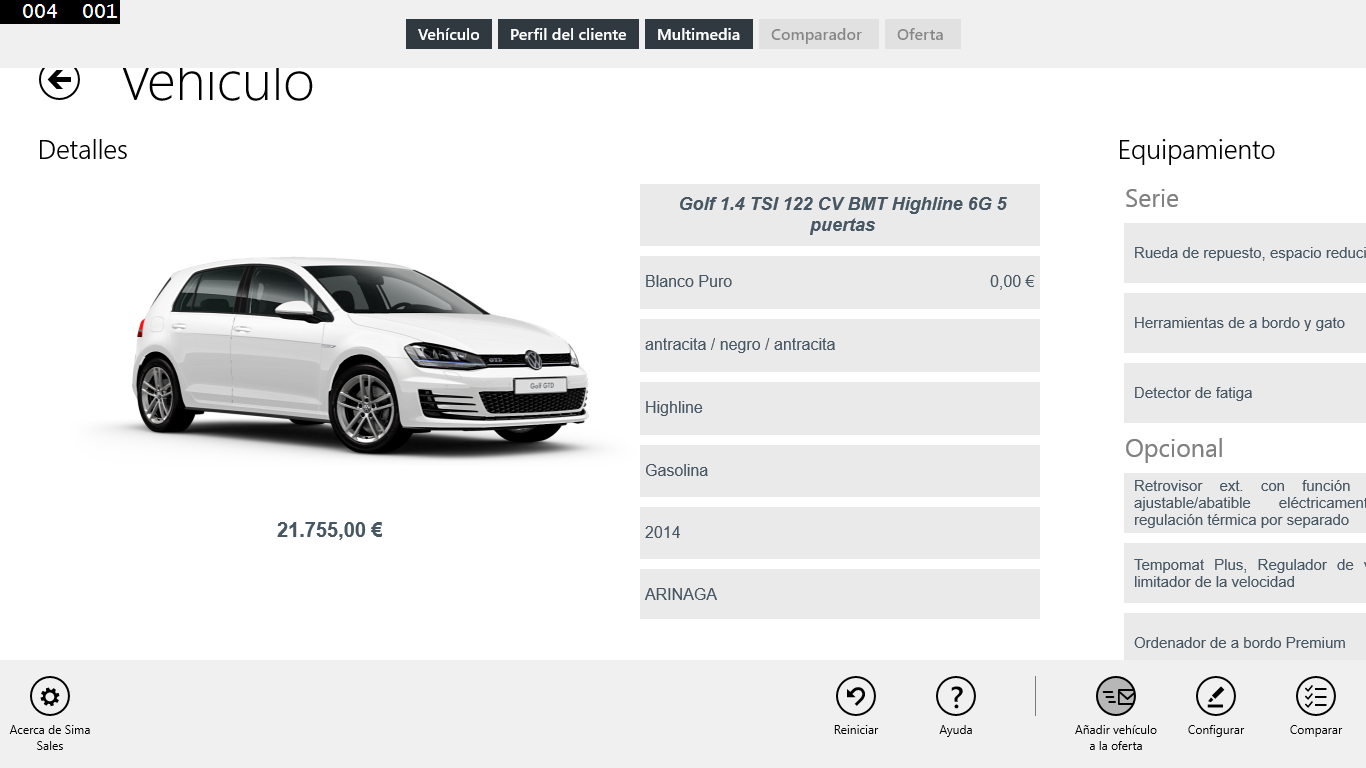 004 001
Vehículo Perfil del cliente Multimedia Comparador Oferta
Vehículo
Detalles
Golf 1.4 TSI 122 CV BMT Highline 6G 5
puertas
Blanco Puro 0,00 €
antracita / negro / antracita
Highline
Gasolina
2014
ARINAGA
Golf GTD
21.755,00 €
Equipamiento
Serie
Rueda de repuesto, espacio reduci
Herramientas de a bordo y gato
Detector de fatiga
Opcional
Retrovisor ext. con función
ajustable/abatible eléctricament
regulación térmica por separado
Tempomat Plus, Regulador de v
limitador de la velocidad
Ordenador de a bordo Premium
Acerca de Sima
Sales
Reiniciar
Ayuda
Añadir vehículo
a la oferta
Configurar
Comparar